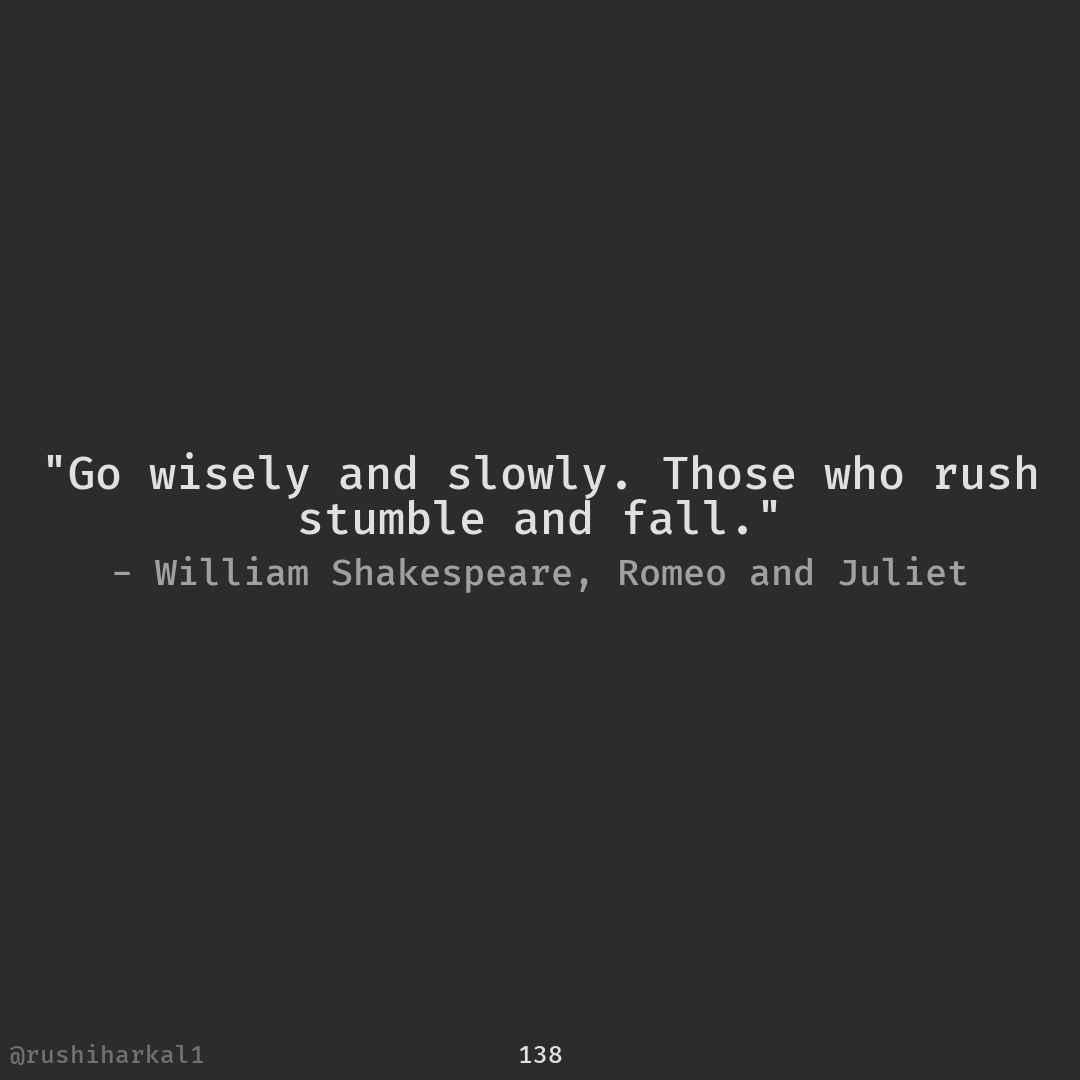 "Go wisely and slowly. Those who rush
stumble and fall."
– William Shakespeare, Romeo and Juliet
@rushiharkal1
138